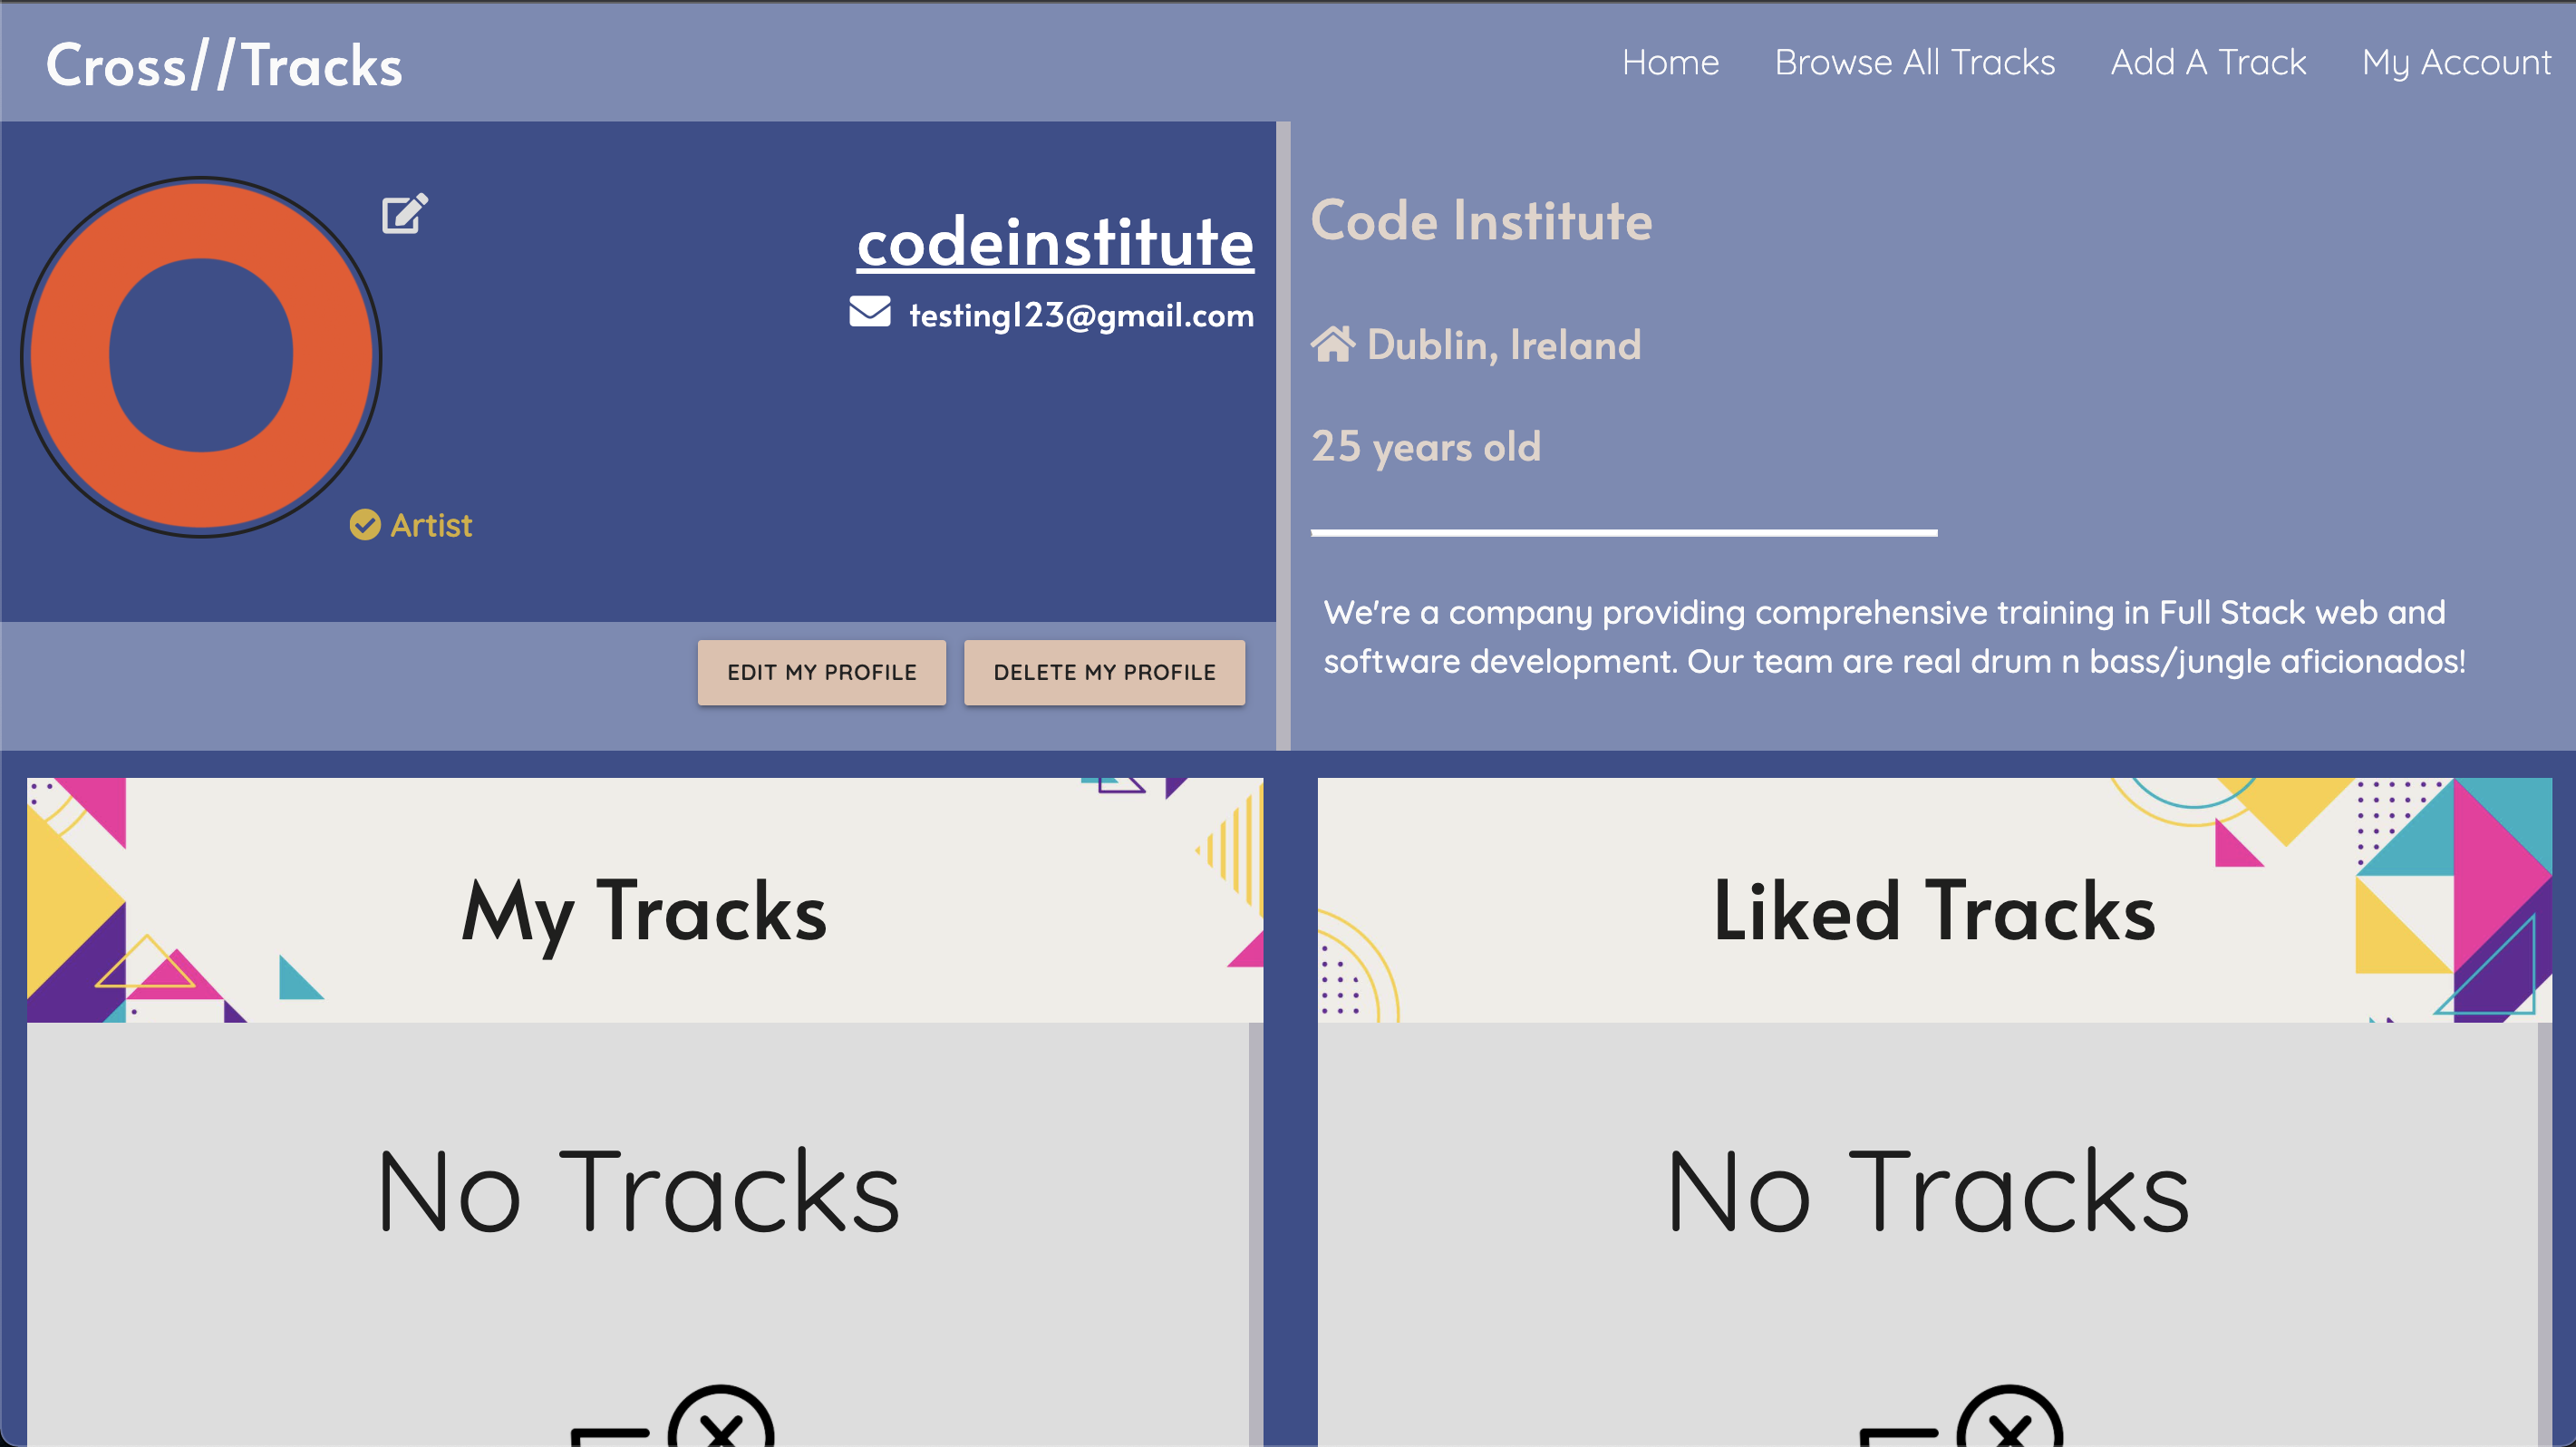 Cross//Tracks
Home Browse All Tracks Add A Track My Account
codeinstitute
testing123@gmail.com
Artist
EDIT MY PROFILE DELETE MY PROFILE
Code Institute
Dublin, Ireland
25 years old
We're a company providing comprehensive training in Full Stack web and
software development. Our team are real drum n bass/jungle aficionados!
My Tracks
No Tracks
Liked Tracks
No Tracks